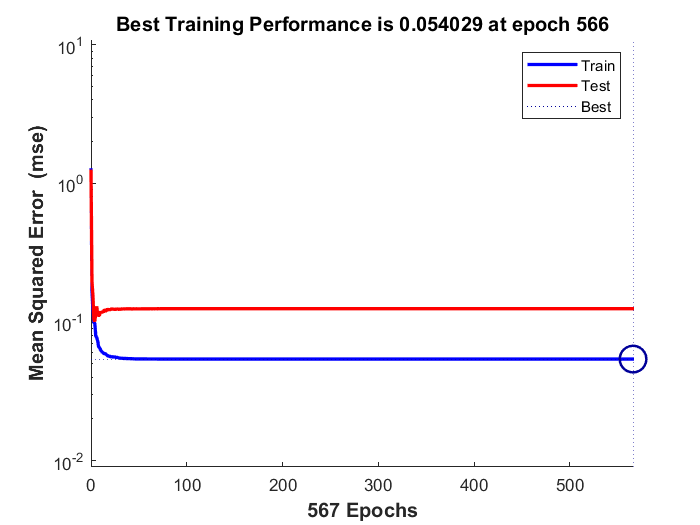 Best Training Performance is 0.054029 at epoch 566
Train
Test
Best
Mean Squared Error (mse)
10^1
10^0
10^-1
10^-2
0 100 200 300 400 500
567 Epochs